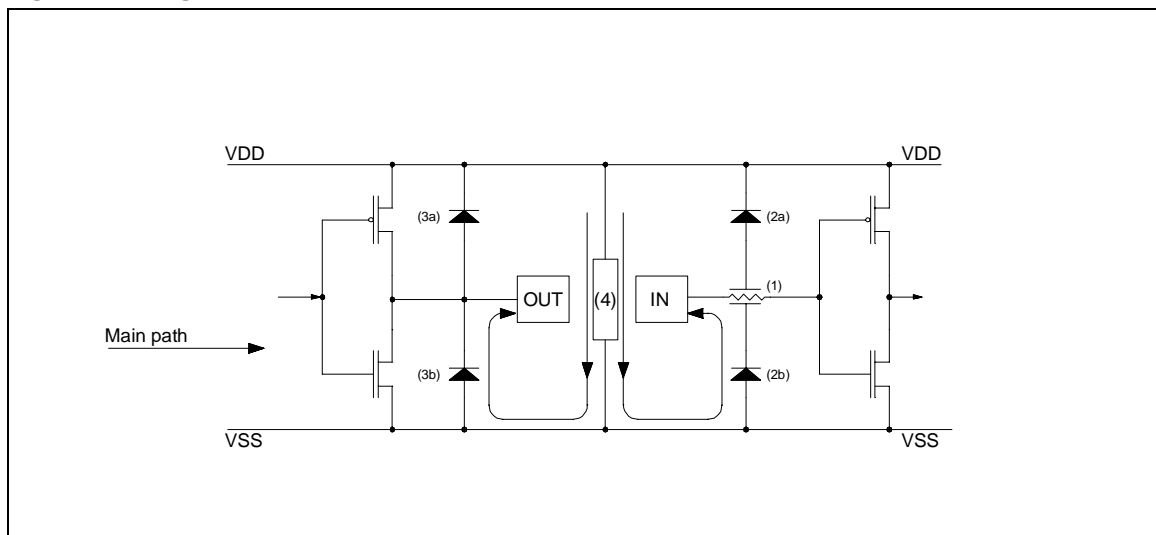 VDD
VDD
(3a)
(2a)
(1)
OUT
(4)
IN
Main path
(3b)
(2b)
VSS
VSS